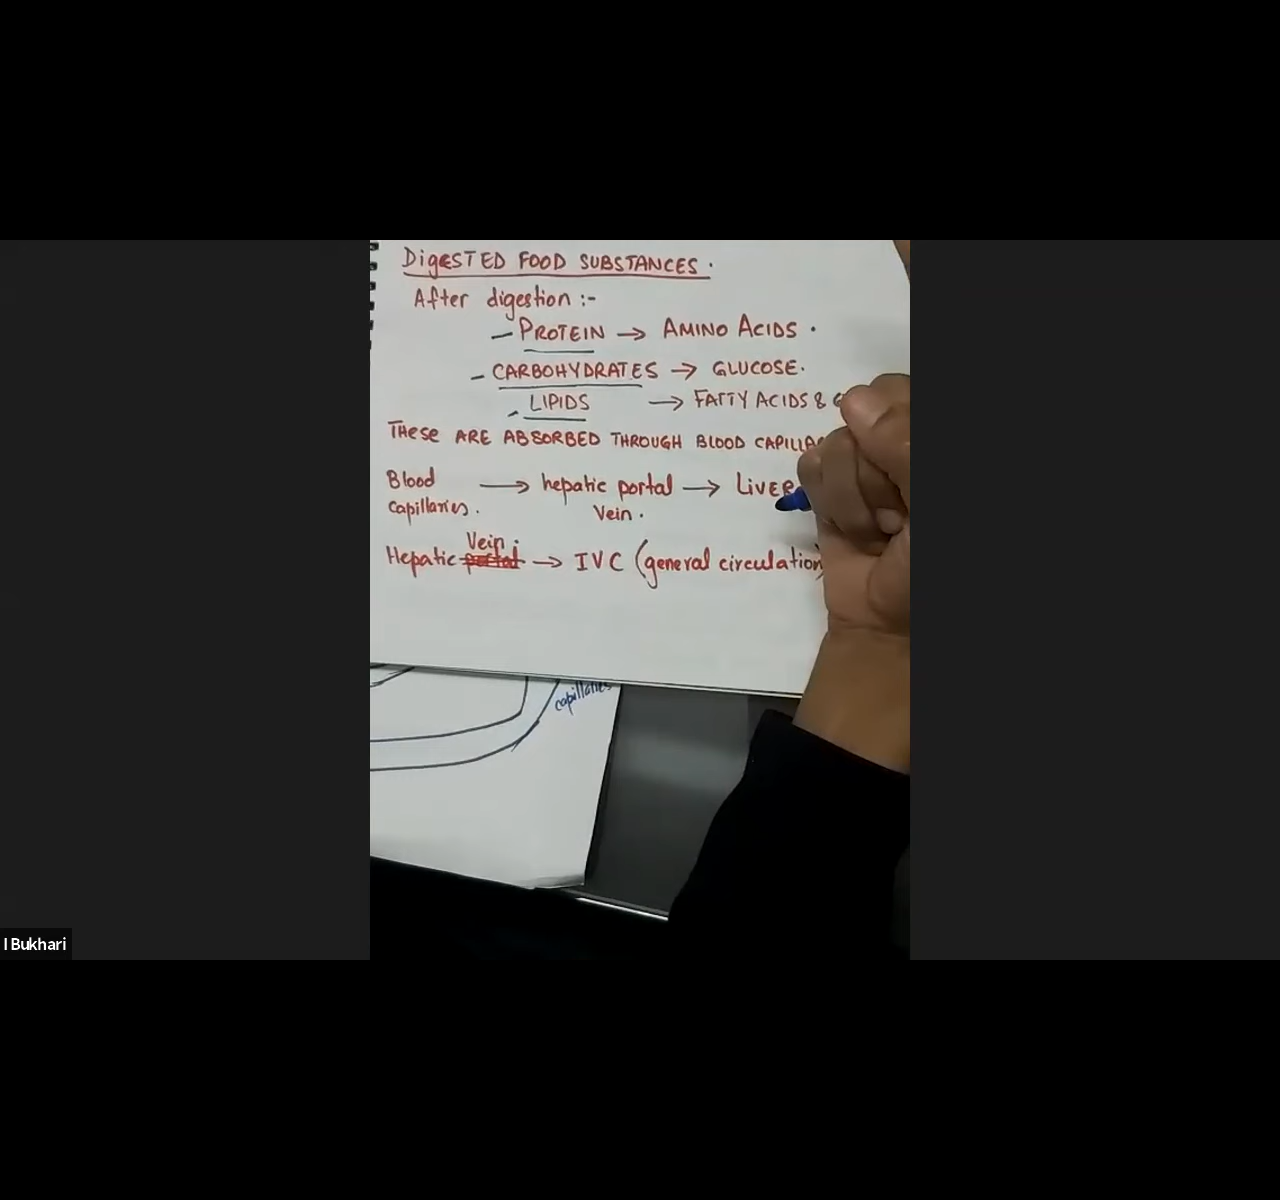 DigESTED FOOD SUBSTANCES.
After digestion :-
- PROTEIN → AMINO ACIDS.
- CARBOHYDRATES → GLUCOSE.
- LIPIDS → FATTY ACIDS &
THese ARE ABSORBED THROUGH BLOOD
Blood capillaries. → hepatic portal Vein. → LIVER
Hepatic Vein. → IVC (general circulation)
capillaries
I Bukhari